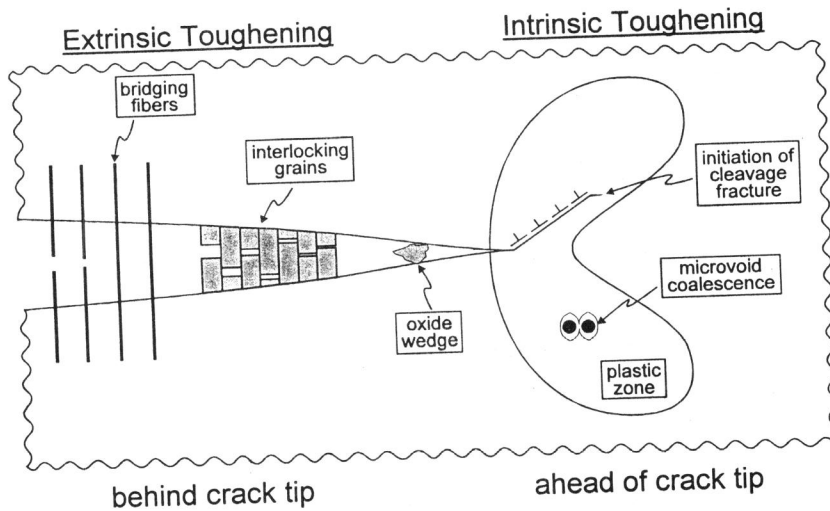 Extrinsic Toughening
Intrinsic Toughening
bridging
fibers
interlocking
grains
initiation of
cleavage
fracture
microvoid
coalescence
oxide
wedge
plastic
zone
behind crack tip
ahead of crack tip